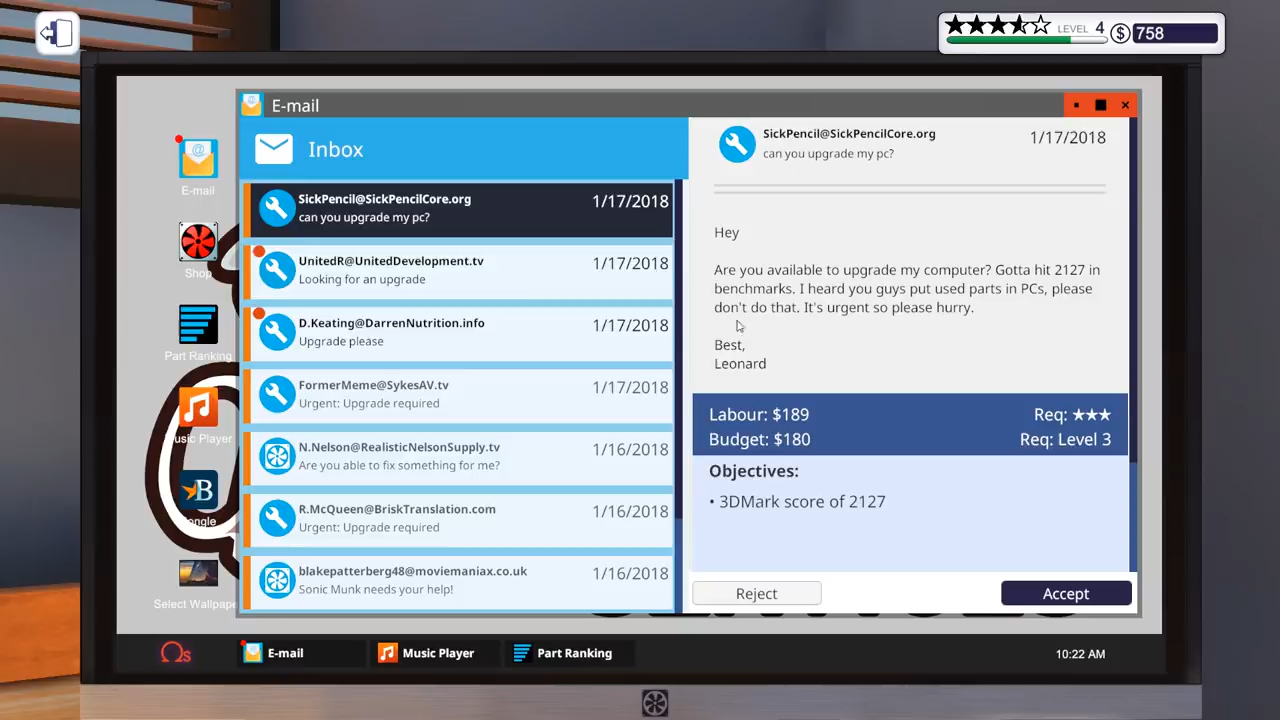 LEVEL 4 $ 758
E-mail
Inbox
SickPencil@SickPencilCore.org 1/17/2018
can you upgrade my pc?
UnitedR@UnitedDevelopment.tv 1/17/2018
Looking for an upgrade
D.Keating@DarrenNutrition.info 1/17/2018
Upgrade please
FormerMeme@SykesAV.tv 1/17/2018
Urgent: Upgrade required
N.Nelson@RealisticNelsonSupply.tv 1/16/2018
Are you able to fix something for me?
R.McQueen@BriskTranslation.com 1/16/2018
Urgent: Upgrade required
blakepatterberg48@moviemaniax.co.uk 1/16/2018
Sonic Munk needs your help!
SickPencil@SickPencilCore.org 1/17/2018
can you upgrade my pc?
Hey
Are you available to upgrade my computer? Gotta hit 2127 in
benchmarks. I heard you guys put used parts in PCs, please
don't do that. It's urgent so please hurry.
Best,
Leonard
Labour: $189 Req: ★★★
Budget: $180 Req: Level 3
Objectives:
• 3DMark score of 2127
Reject Accept
E-mail
Shop
Part Ranking
Music Player
B
Select Wallpape
Ωs E-mail Music Player Part Ranking 10:22 AM